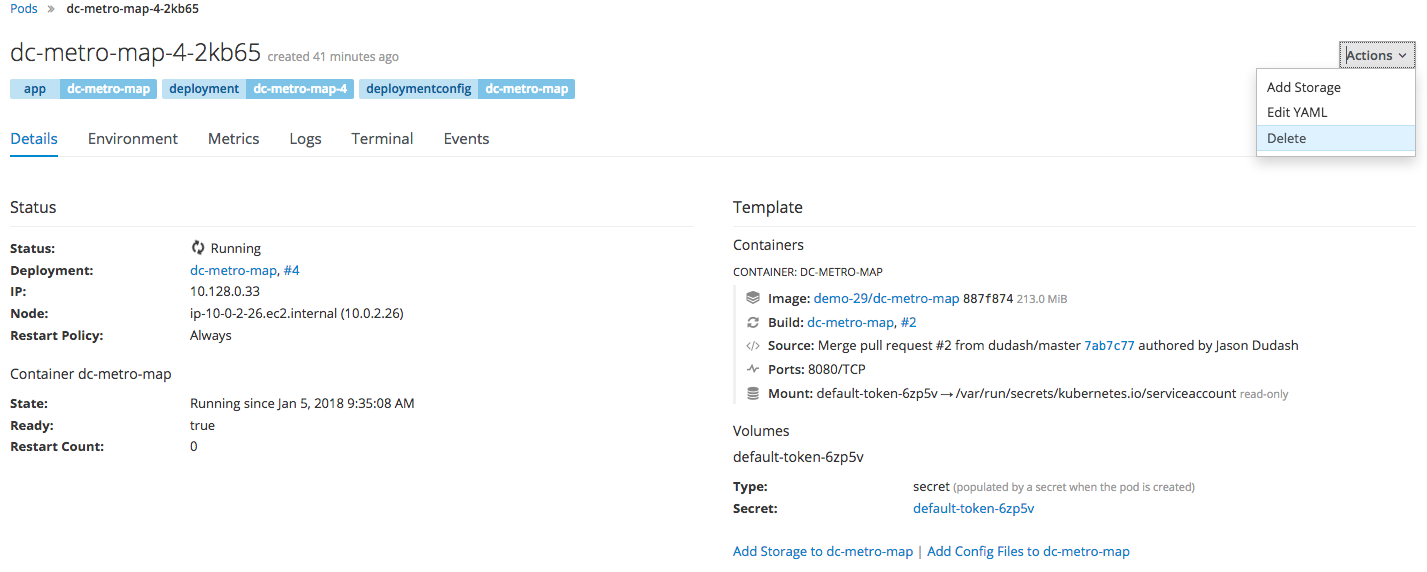 Pods » dc-metro-map-4-2kb65
dc-metro-map-4-2kb65 created 41 minutes ago
Actions
app dc-metro-map deployment dc-metro-map-4 deploymentconfig dc-metro-map
Add Storage
Edit YAML
Delete
Details Environment Metrics Logs Terminal Events
Status
Status: Running
Deployment: dc-metro-map, #4
IP: 10.128.0.33
Node: ip-10-0-2-26.ec2.internal (10.0.2.26)
Restart Policy: Always
Container dc-metro-map
State: Running since Jan 5, 2018 9:35:08 AM
Ready: true
Restart Count: 0
Template
Containers
CONTAINER: DC-METRO-MAP
Image: demo-29/dc-metro-map 887f874 213.0 MiB
Build: dc-metro-map, #2
</> Source: Merge pull request #2 from dudash/master 7ab7c77 authored by Jason Dudash
Ports: 8080/TCP
Mount: default-token-6zp5v → /var/run/secrets/kubernetes.io/serviceaccount read-only
Volumes
default-token-6zp5v
Type: secret (populated by a secret when the pod is created)
Secret: default-token-6zp5v
Add Storage to dc-metro-map | Add Config Files to dc-metro-map